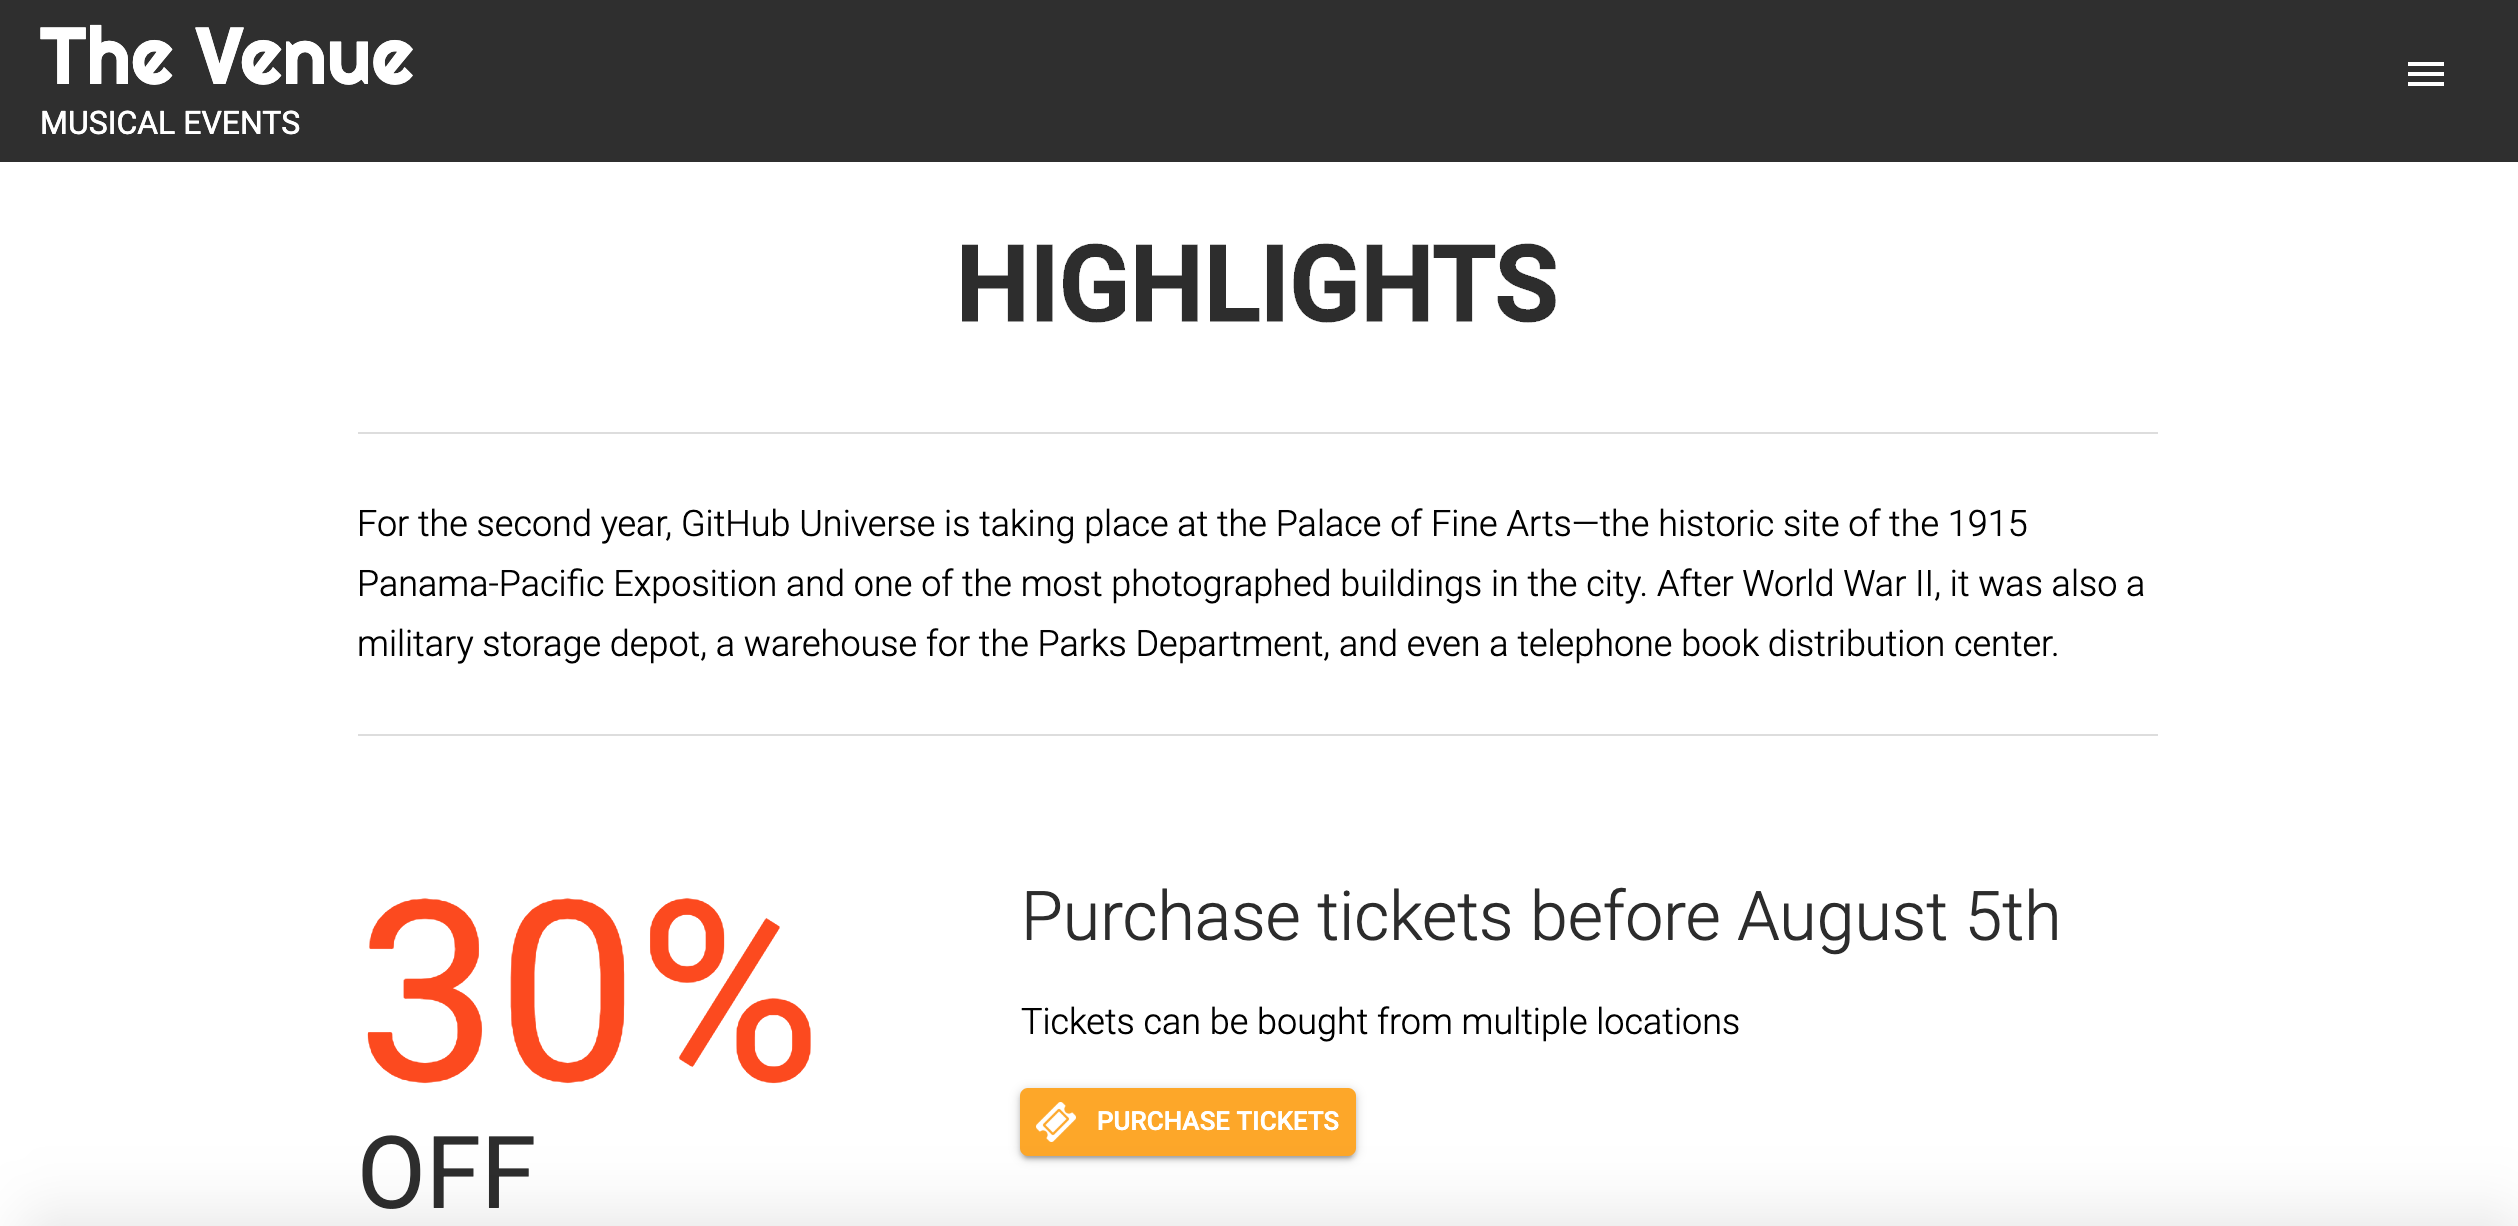 The Venue
MUSICAL EVENTS
HIGHLIGHTS
For the second year, GitHub Universe is taking place at the Palace of Fine Arts—the historic site of the 1915
Panama-Pacific Exposition and one of the most photographed buildings in the city. After World War II, it was also a
military storage depot, a warehouse for the Parks Department, and even a telephone book distribution center.
30%
OFF
Purchase tickets before August 5th
Tickets can be bought from multiple locations
PURCHASE TICKETS